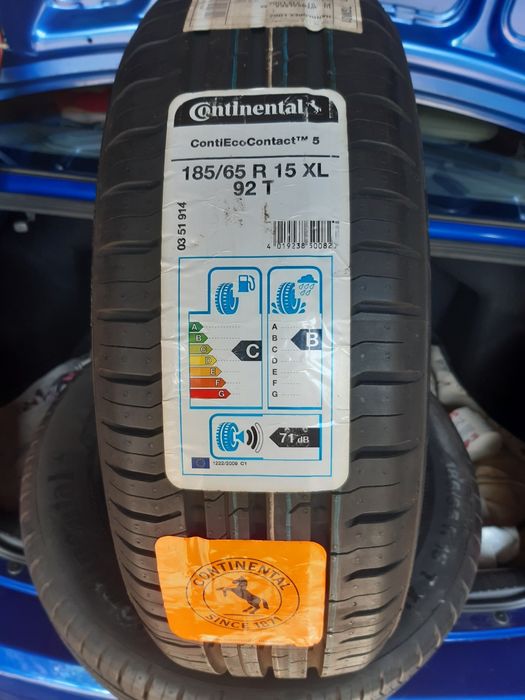 Continental
ContiEcoContact™ 5
185/65 R 15 XL
92 T
03 51 914
4 019238 50082
A
B
C
D
E
F
G
C
A
B
C
D
E
F
G
B
71 dB
1222/2009 C1
CONTINENTAL
SINCE 1871